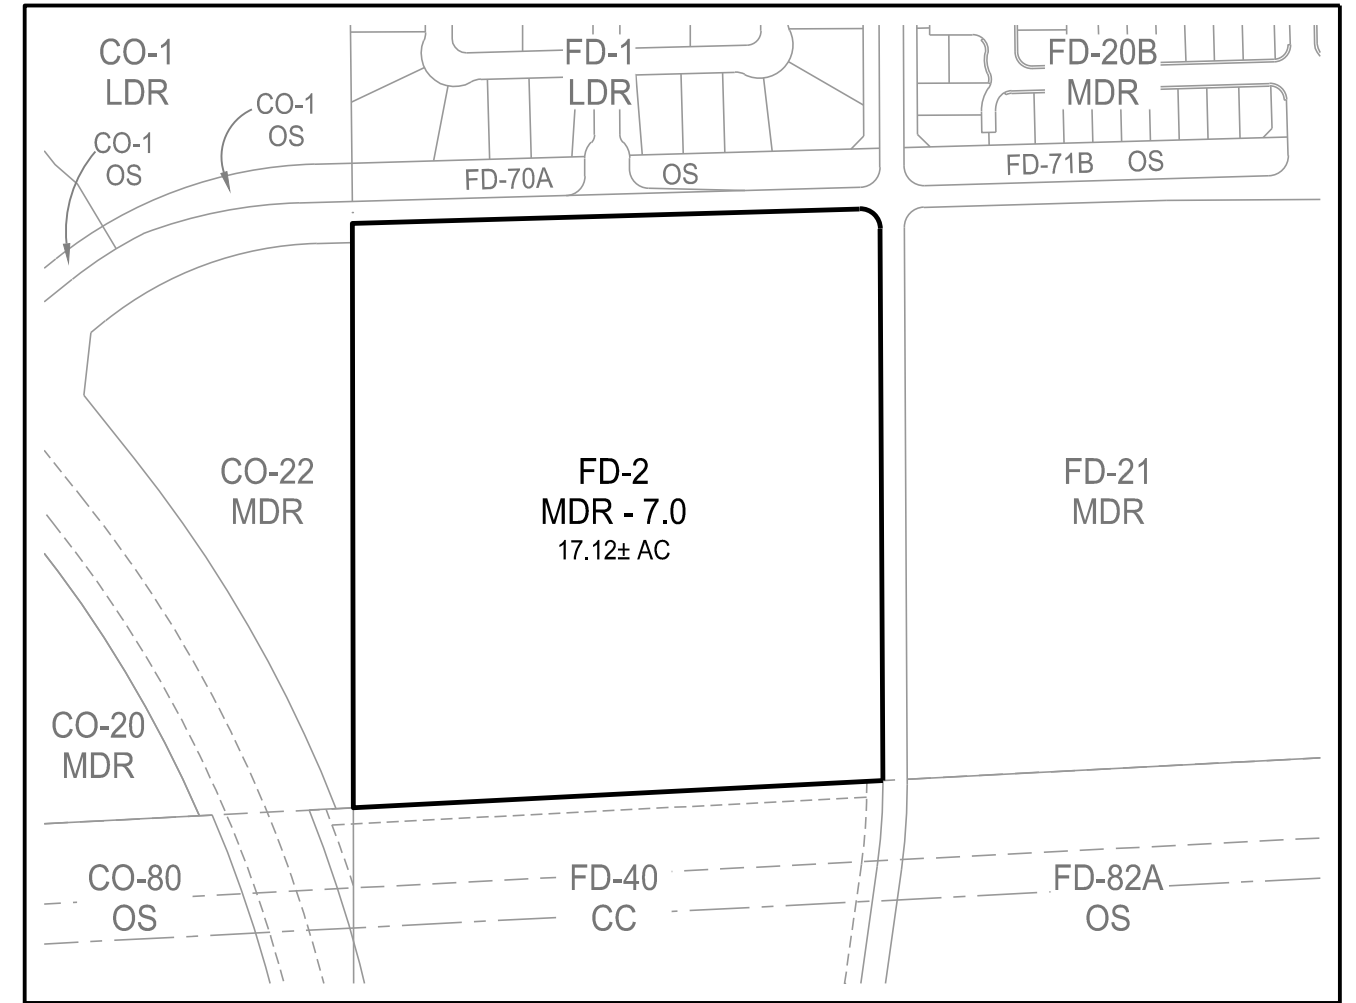 CO-1
LDR
FD-1
LDR
FD-20B
MDR
CO-1
OS
CO-1
OS
FD-70A
OS
FD-71B
OS
CO-22
MDR
FD-2
MDR - 7.0
17.12± AC
FD-21
MDR
CO-20
MDR
CO-80
OS
FD-40
CC
FD-82A
OS